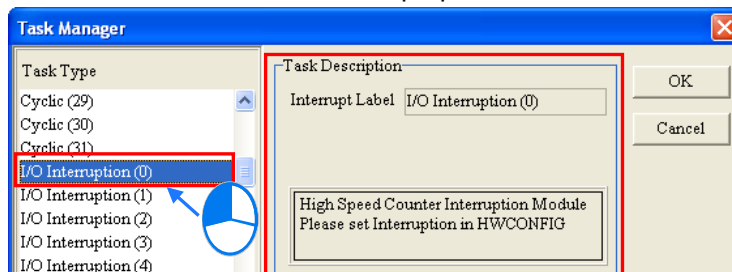 Task Manager
Task Type
Cyclic (29)
Cyclic (30)
Cyclic (31)
I/O Interruption (0)
I/O Interruption (1)
I/O Interruption (2)
I/O Interruption (3)
I/O Interruption (4)
Task Description
Interrupt Label I/O Interruption (0)
High Speed Counter Interruption Module
Please set Interruption in HWCONFIG
OK
Cancel